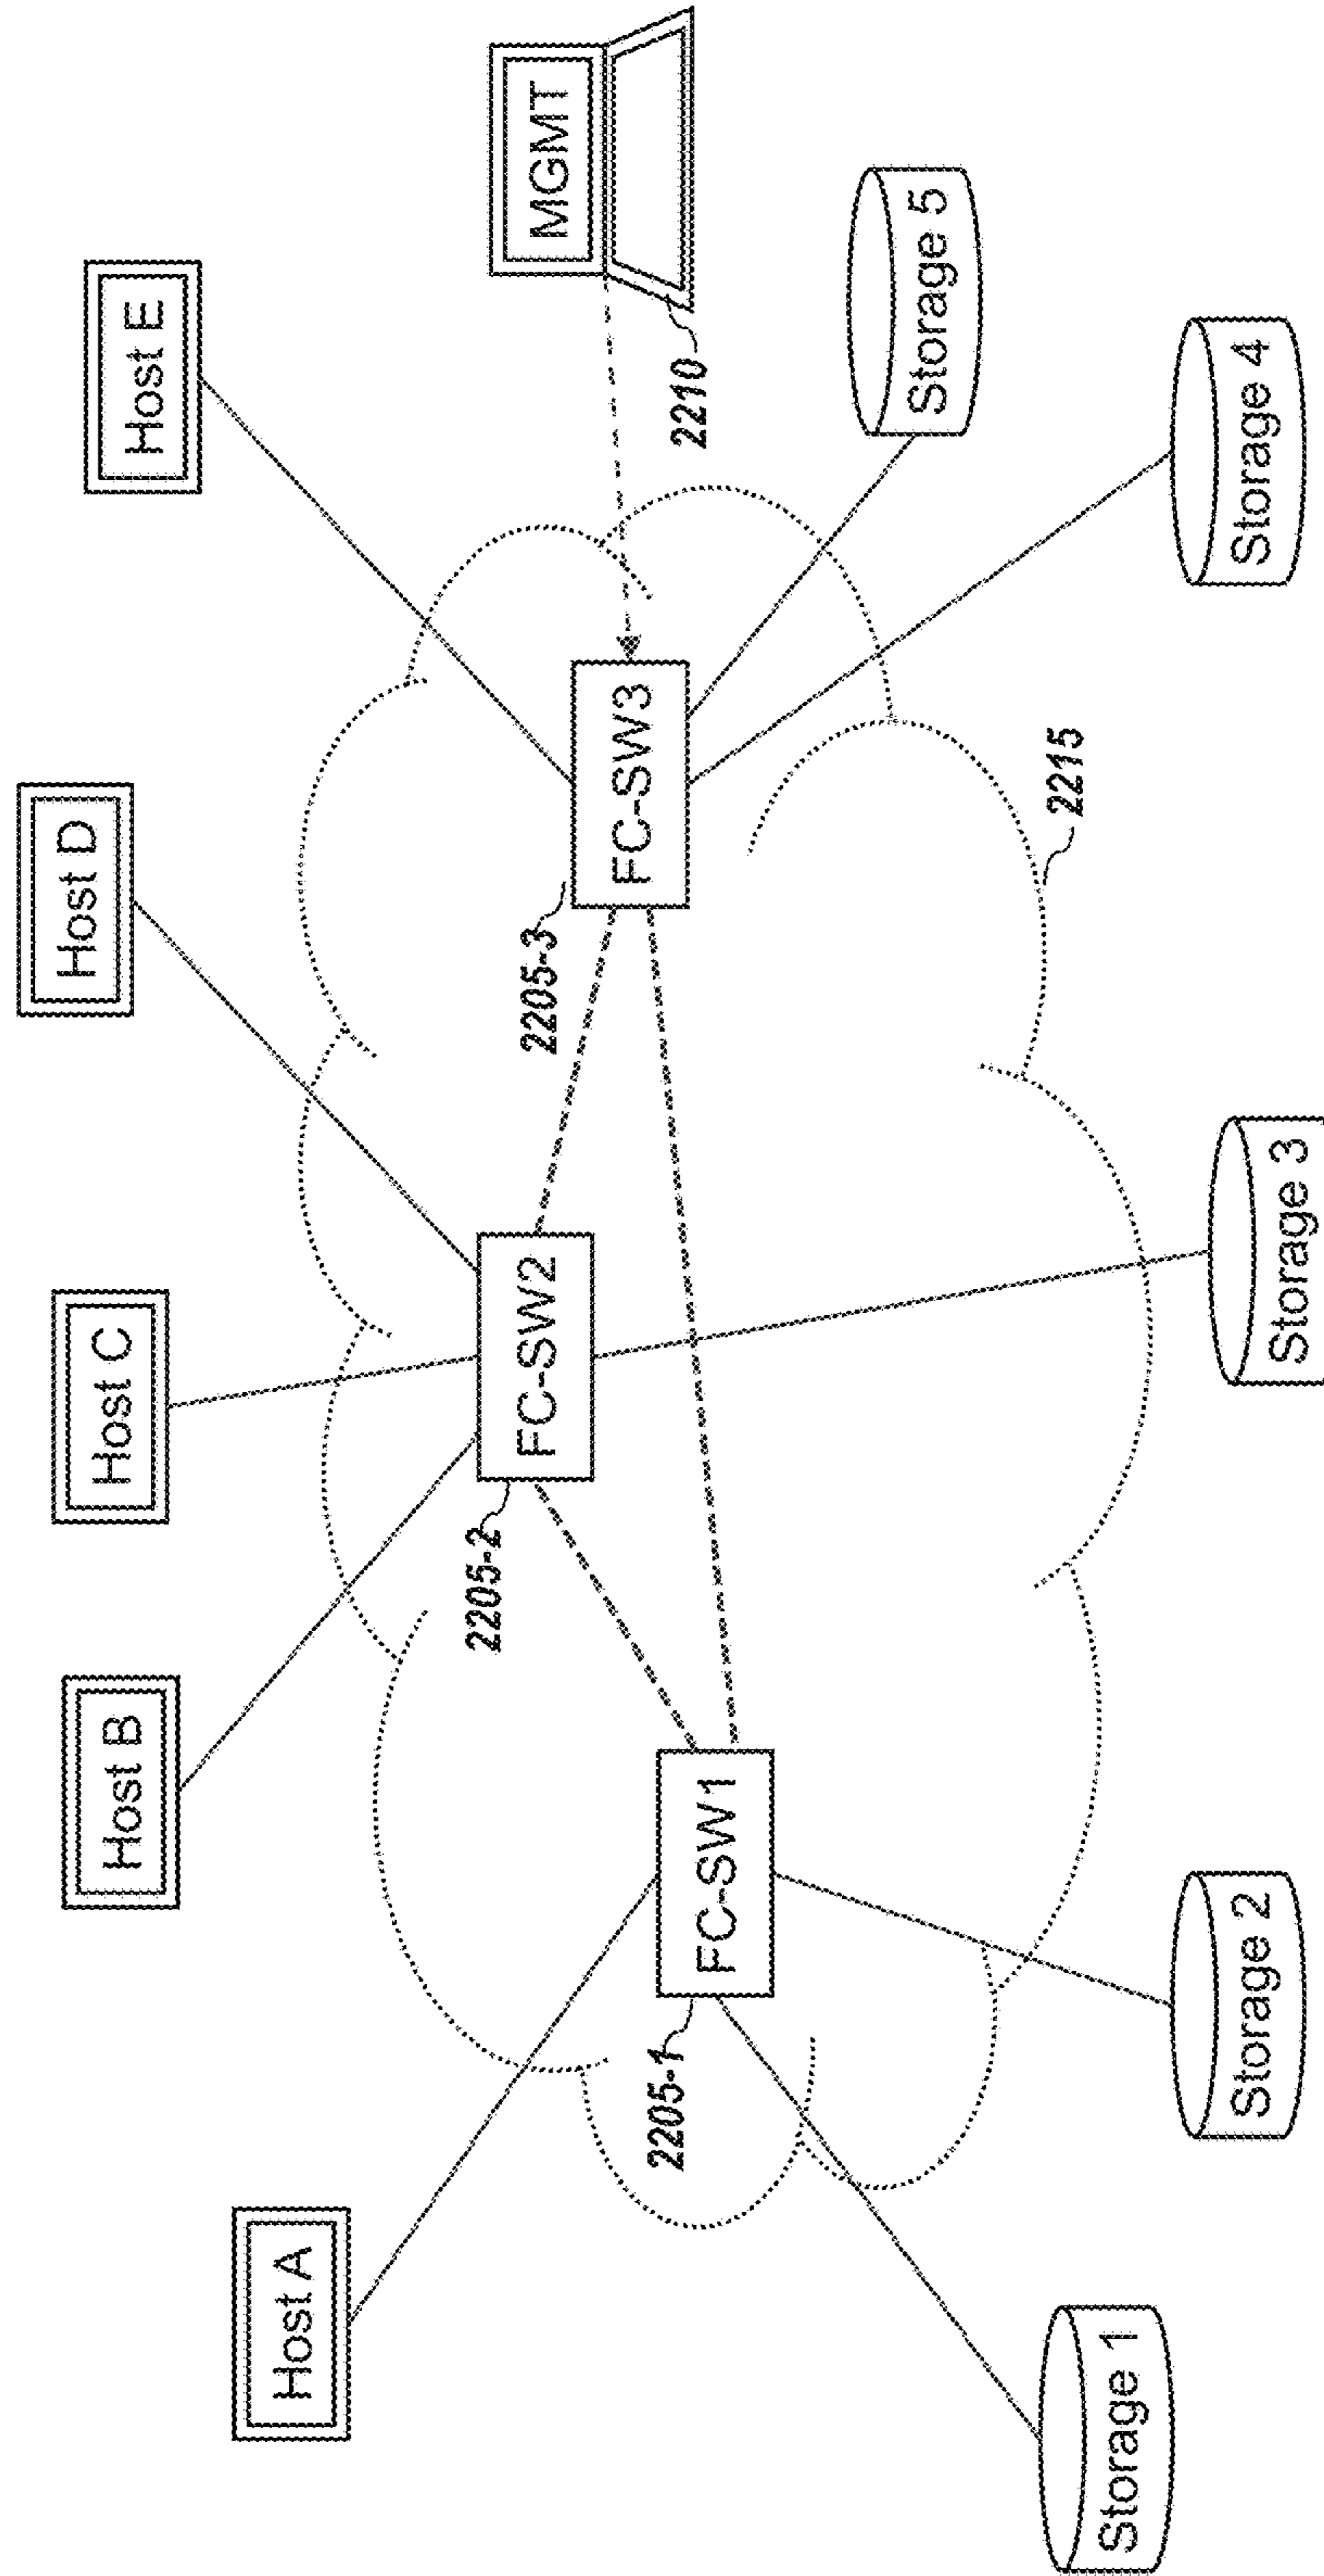 Host A
Host B
Host C
Host D
Host E
MGMT
2210
FC-SW1
2205-1
FC-SW2
2205-2
FC-SW3
2205-3
2215
Storage 1
Storage 2
Storage 3
Storage 4
Storage 5